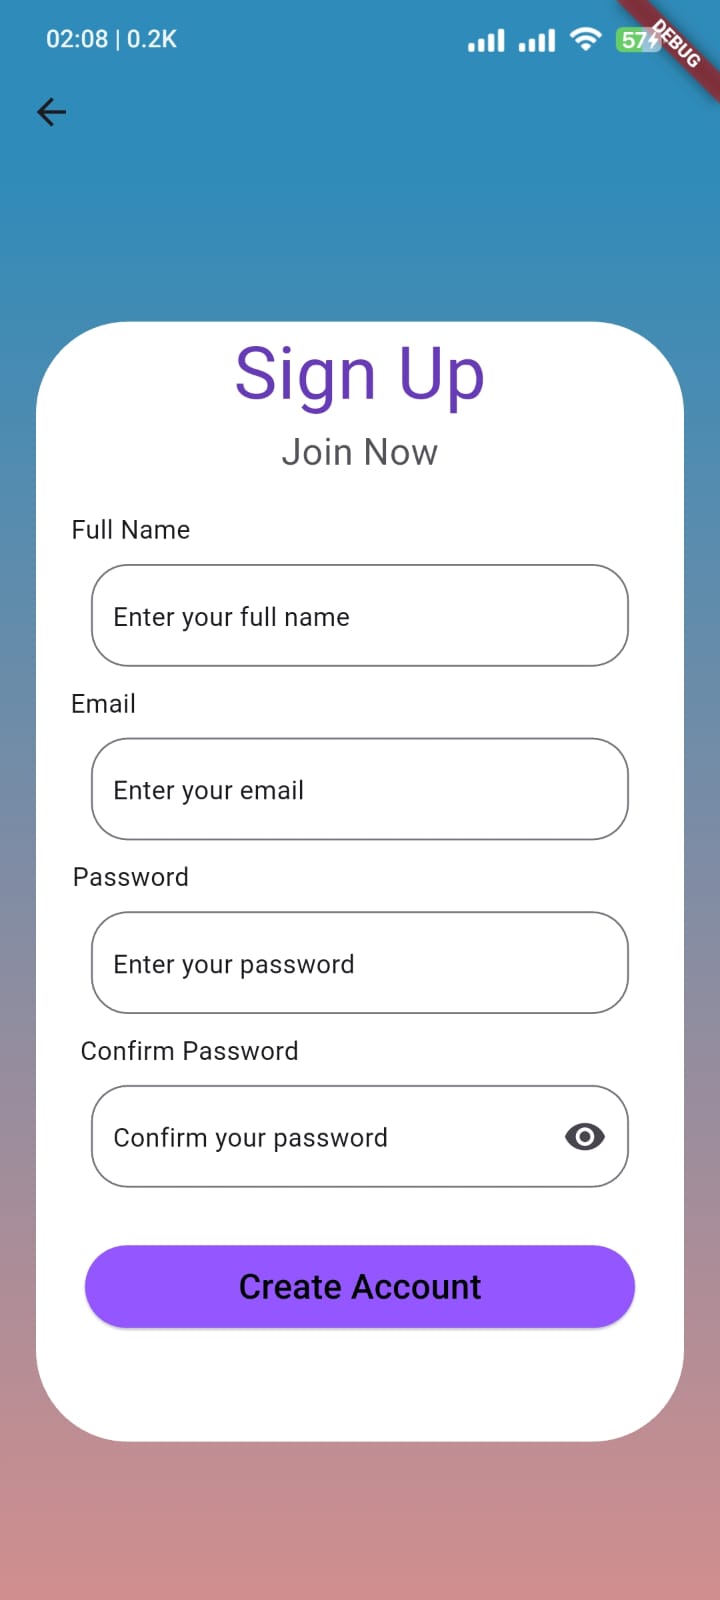 02:08 | 0.2K
57
DEBUG
Sign Up
Join Now
Full Name
Enter your full name
Email
Enter your email
Password
Enter your password
Confirm Password
Confirm your password
Create Account